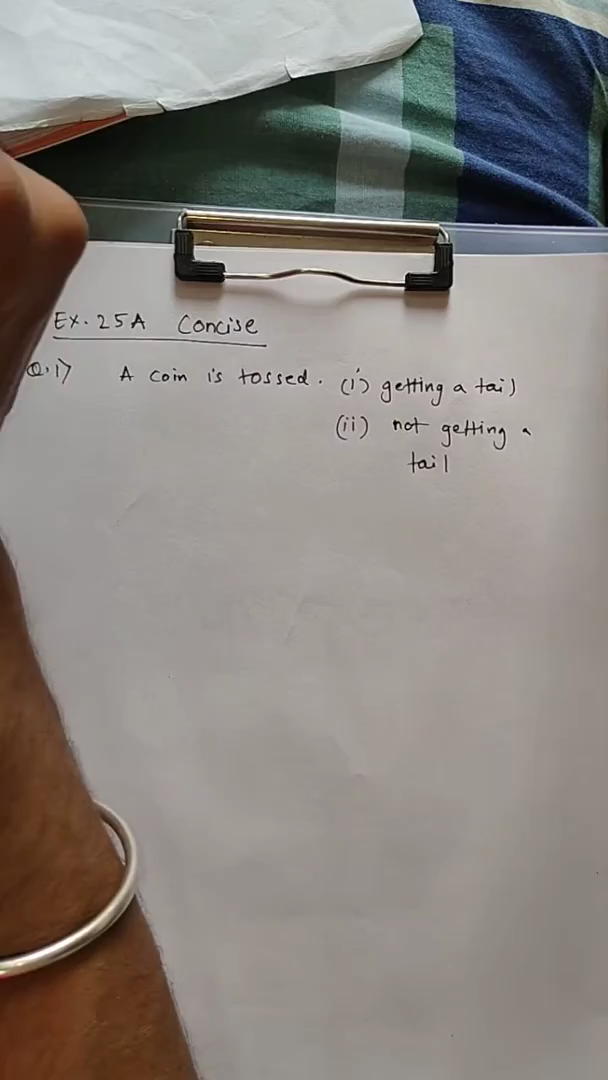 Ex. 25A Concise
Q.1) A coin is tossed. (i) getting a tail
(ii) not getting a
tail